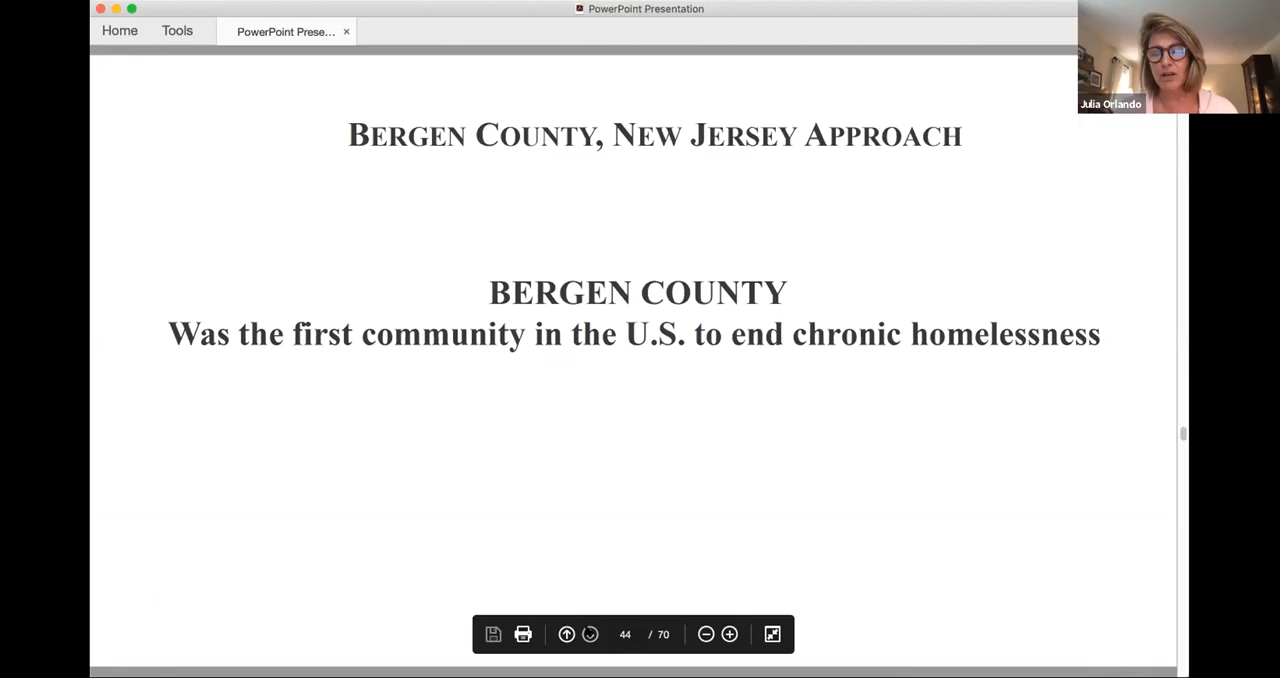 PowerPoint Presentation
Home
Tools
PowerPoint Prese...
Julia Orlando
BERGEN COUNTY, NEW JERSEY APPROACH
BERGEN COUNTY
Was the first community in the U.S. to end chronic homelessness
44 / 70